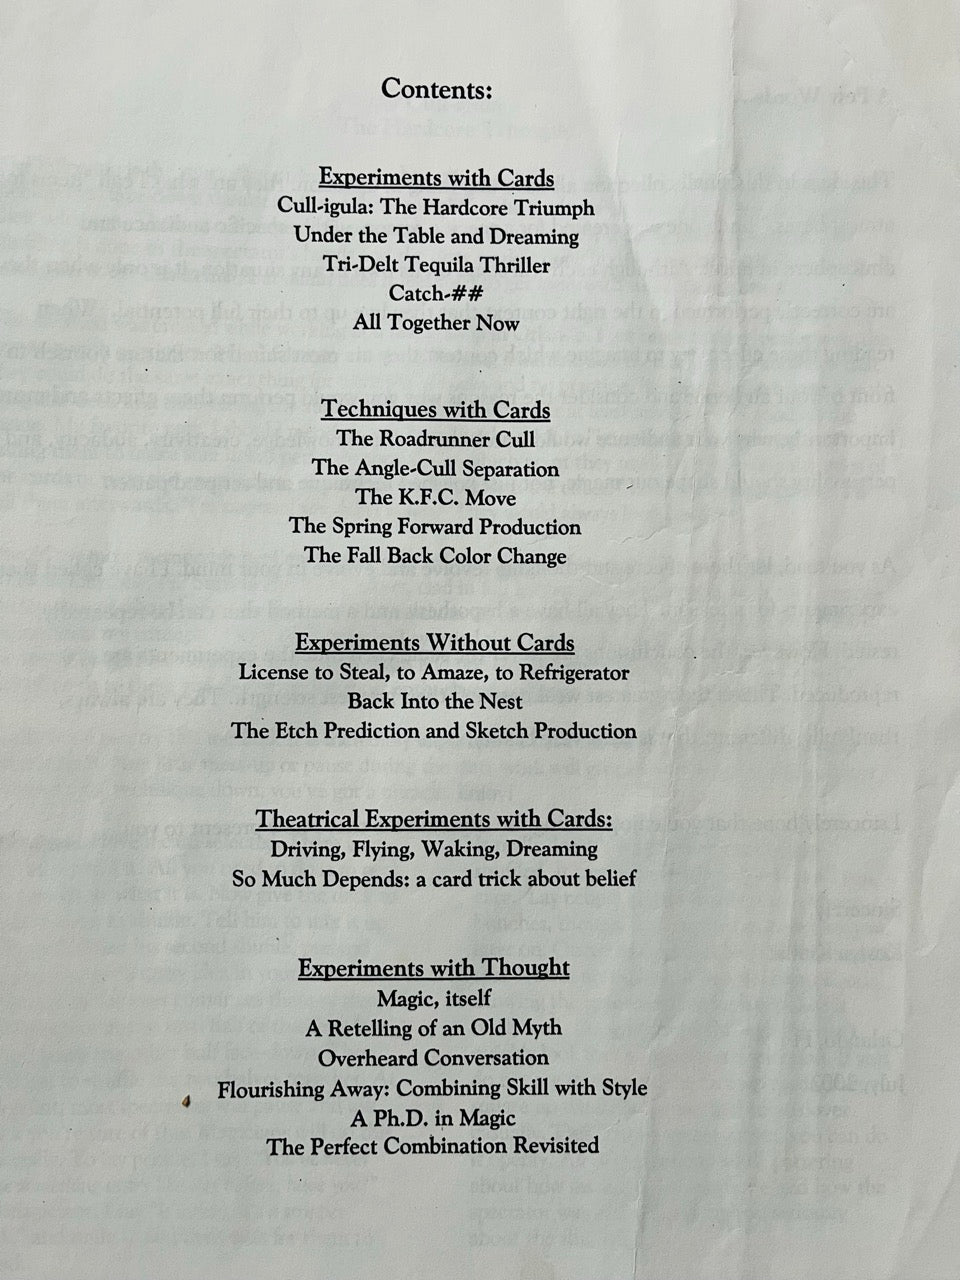 Contents:
Experiments with Cards
Cull-igula: The Hardcore Triumph
Under the Table and Dreaming
Tri-Delt Tequila Thriller
Catch-##
All Together Now
Techniques with Cards
The Roadrunner Cull
The Angle-Cull Separation
The K.F.C. Move
The Spring Forward Production
The Fall Back Color Change
Experiments Without Cards
License to Steal, to Amaze, to Refrigerator
Back Into the Nest
The Etch Prediction and Sketch Production
Theatrical Experiments with Cards:
Driving, Flying, Waking, Dreaming
So Much Depends: a card trick about belief
Experiments with Thought
Magic, itself
A Retelling of an Old Myth
Overheard Conversation
Flourishing Away: Combining Skill with Style
A Ph.D. in Magic
The Perfect Combination Revisited